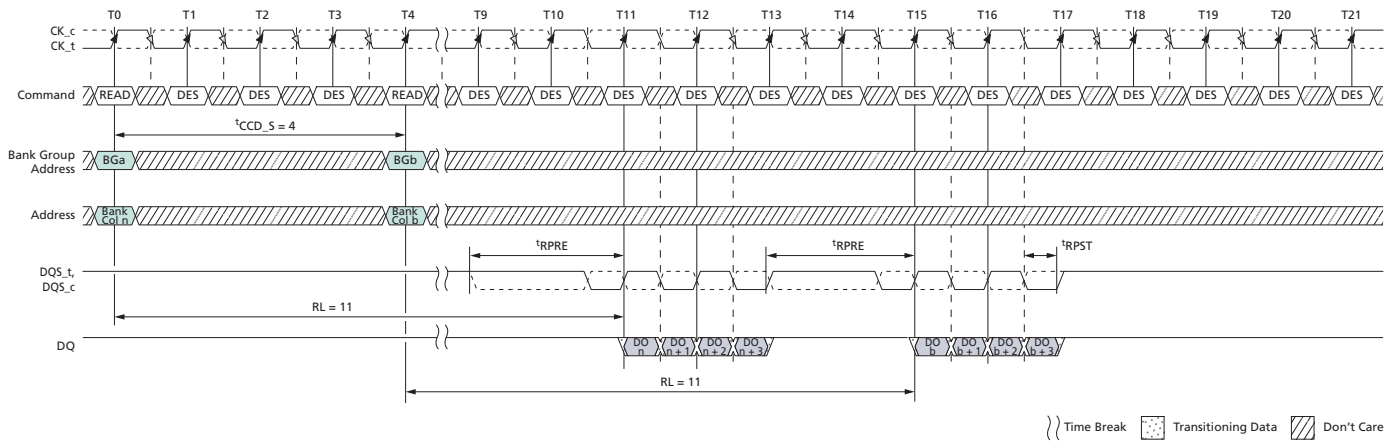 T0 T1 T2 T3 T4 T9 T10 T11 T12 T13 T14 T15 T16 T17 T18 T19 T20 T21
CK_c
CK_t
Command READ DES DES DES READ DES DES DES DES DES DES DES DES DES DES DES DES DES
tCCD_S = 4
Bank Group
Address
BGa BGb
Address
Bank
Col n
Bank
Col b
tRPRE tRPRE tRPST
DQS_t,
DQS_c
RL = 11
DQ
DO
n
DO
n + 1
DO
n + 2
DO
n + 3
DO
b
DO
b + 1
DO
b + 2
DO
b + 3
RL = 11
Time Break Transitioning Data Don't Care